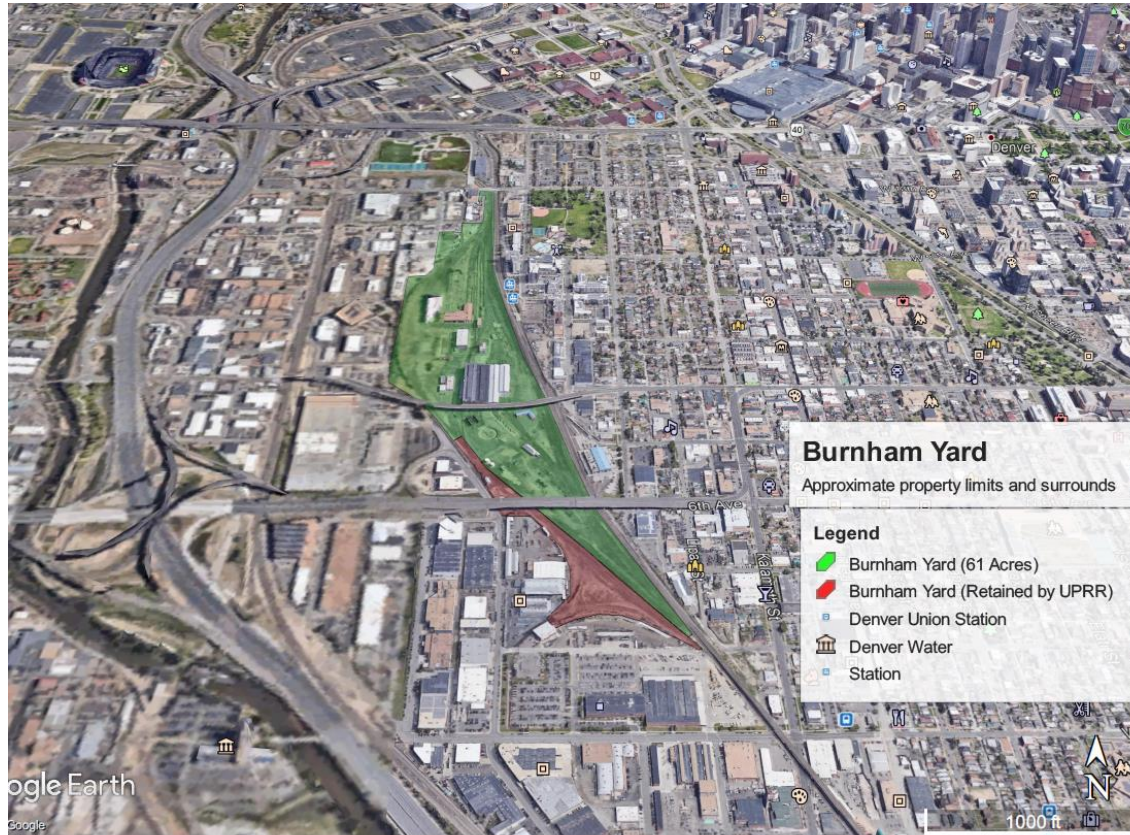 40
Denver
6th Ave
Kalamath St
Burnham Yard
Approximate property limits and surrounds
Legend
Burnham Yard (61 Acres)
Burnham Yard (Retained by UPRR)
Denver Union Station
Denver Water
Station
ogle Earth
Google
N
1000 ft